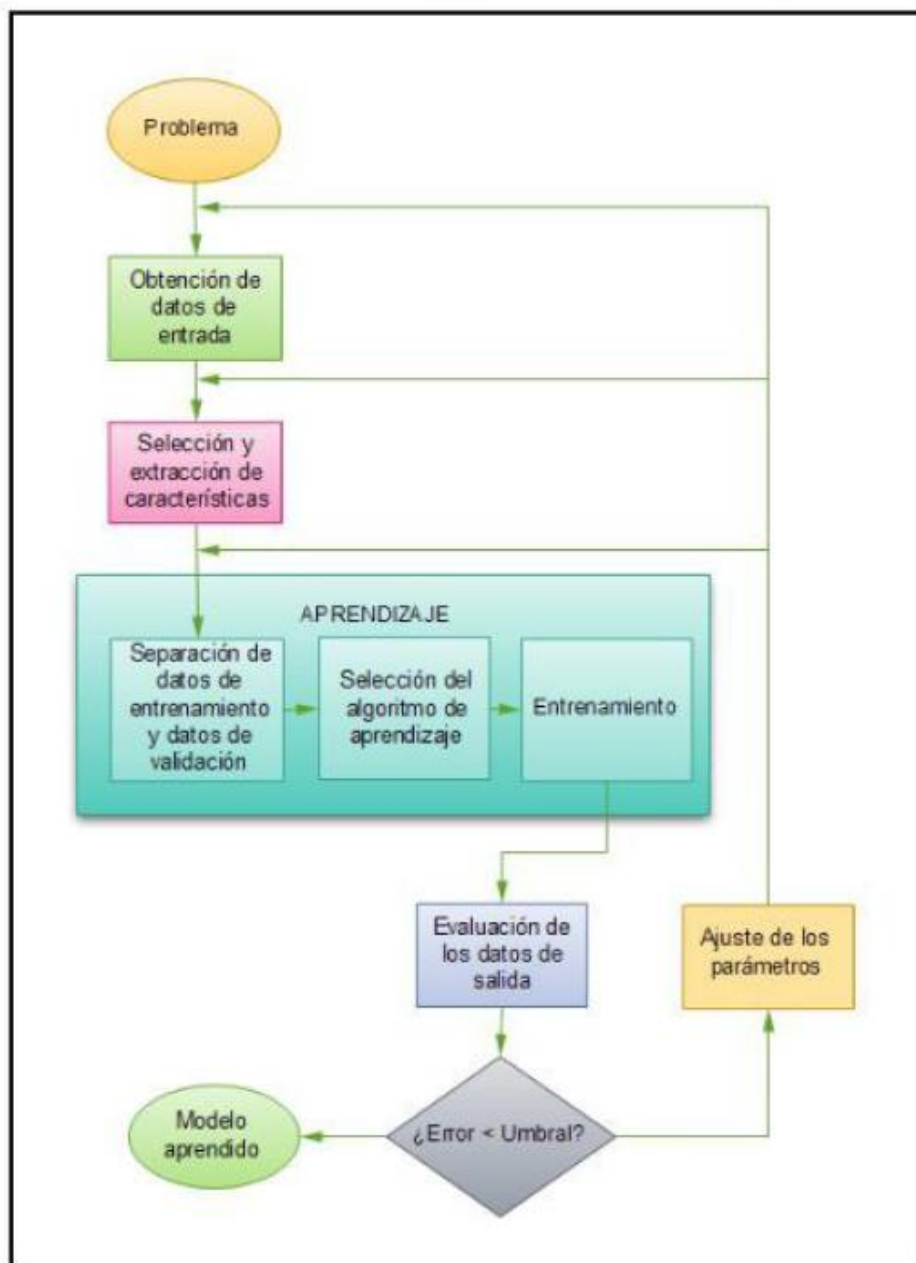 Problema
Obtención de
datos de
entrada
Selección y
extracción de
características
APRENDIZAJE
Separación de
datos de
entrenamiento
y datos de
validación
Selección del
algoritmo de
aprendizaje
Entrenamiento
Evaluación de
los datos de
salida
Ajuste de los
parámetros
¿Error < Umbral?
Modelo
aprendido